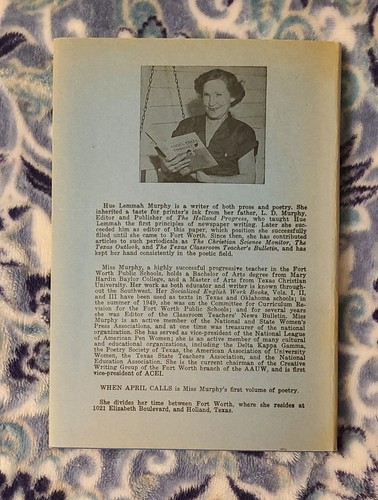 Hue Lemmah Murphy is a writer of both prose and poetry. She
inherited a taste for printer's ink from her father, L. D. Murphy,
Editor and Publisher of The Holland Progress, who taught Hue
Lemmah the first principles of newspaper writing. Later she suc-
ceeded him as editor of this paper, which position she successfully
filled until she came to Fort Worth. Since then, she has contributed
articles to such periodicals as The Christian Science Monitor, The
Texas Outlook, and The Texas Classroom Teacher's Bulletin, and has
kept her hand consistently in the poetic field.
Miss Murphy, a highly successful progressive teacher in the Fort
Worth Public Schools, holds a Bachelor of Arts degree from Mary
Hardin Baylor College, and a Master of Arts from Texas Christian
University. Her work as both educator and writer is known through-
out the Southwest. Her Socialized English Work Books, Vols. I, II,
and III have been used as texts in Texas and Oklahoma schools; in
the summer of 1949, she was on the Committee for Curriculum Re-
vision for the Forth Worth Public Schools; and for several years
she was Editor of the Classroom Teachers' News Bulletin. Miss
Murphy is an active member of the National and State Women's
Press Associations, and at one time was treasurer of the national
organization. She has served as vice-president of the National League
of American Pen Women; she is an active member of many cultural
and educational organizations, including the Delta Kappa Gamma,
the Poetry Society of Texas, the American Association of University
Women, the Texas State Teachers Association, and the National
Education Association. She is the current chairman of the Creative
Writing Group of the Fort Worth branch of the AAUW, and is first
vice-president of ACEI.
WHEN APRIL CALLS is Miss Murphy's first volume of poetry.
She divides her time between Fort Worth, where she resides at
1021 Elizabeth Boulevard, and Holland, Texas.